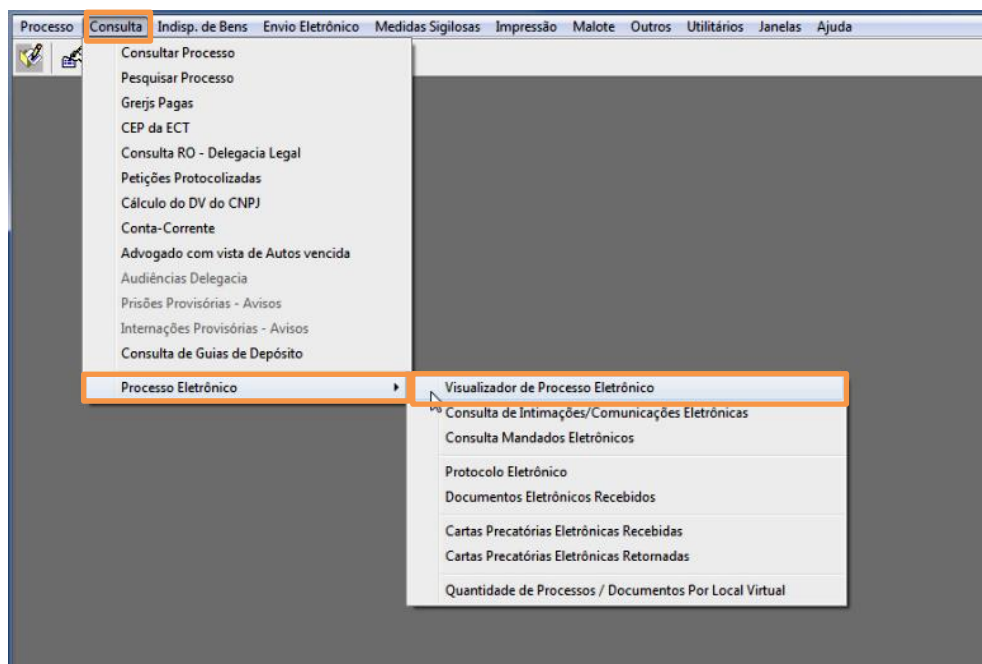 Processo Consulta Indisp. de Bens Envio Eletrônico Medidas Sigilosas Impressão Malote Outros Utilitários Janelas Ajuda
Consultar Processo
Pesquisar Processo
Grerjs Pagas
CEP da ECT
Consulta RO - Delegacia Legal
Petições Protocolizadas
Cálculo do DV do CNPJ
Conta-Corrente
Advogado com vista de Autos vencida
Audiências Delegacia
Prisões Provisórias - Avisos
Internações Provisórias - Avisos
Consulta de Guias de Depósito
Processo Eletrônico
Visualizador de Processo Eletrônico
Consulta de Intimações/Comunicações Eletrônicas
Consulta Mandados Eletrônicos
Protocolo Eletrônico
Documentos Eletrônicos Recebidos
Cartas Precatórias Eletrônicas Recebidas
Cartas Precatórias Eletrônicas Retornadas
Quantidade de Processos / Documentos Por Local Virtual